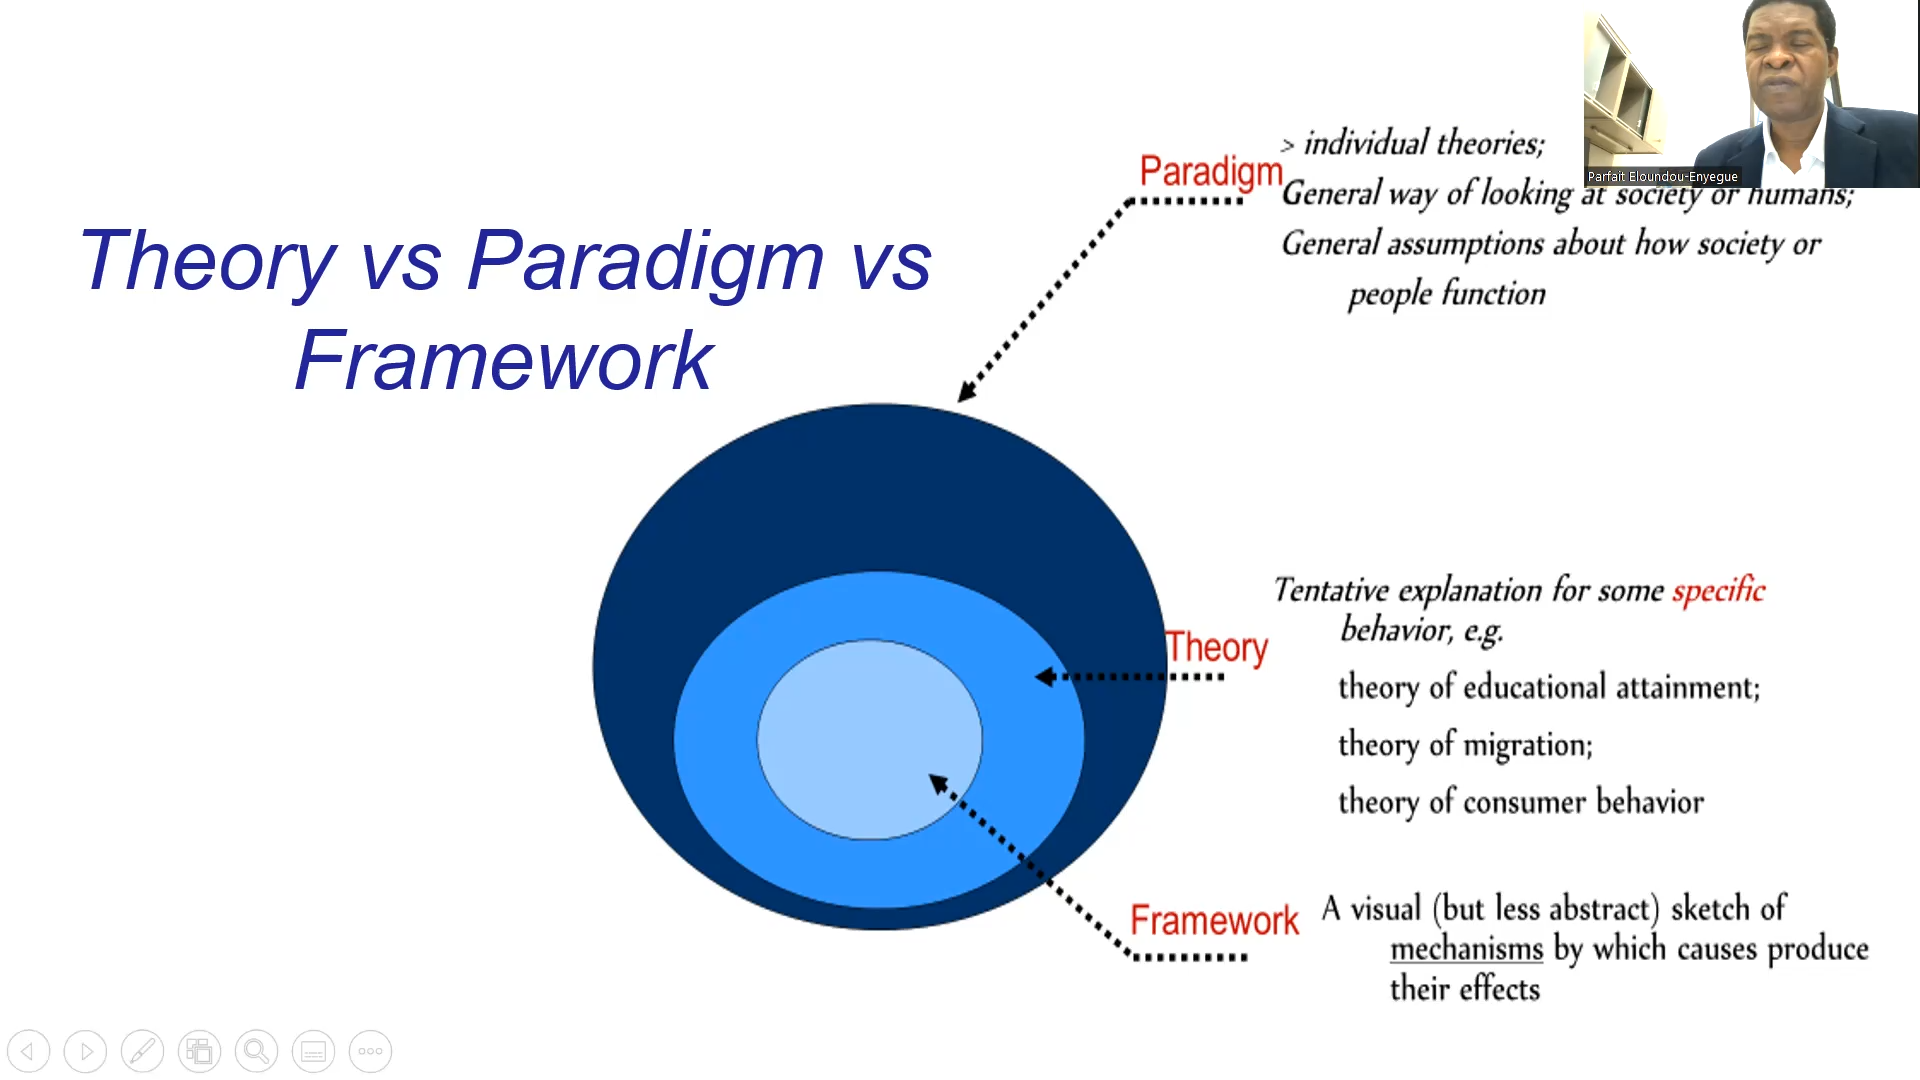 Theory vs Paradigm vs
Framework
Paradigm
> individual theories;
General way of looking at society or humans;
General assumptions about how society or
people function
Parfait Eloundou-Enyegue
Theory
Tentative explanation for some specific
behavior, e.g.
theory of educational attainment;
theory of migration;
theory of consumer behavior
Framework
A visual (but less abstract) sketch of
mechanisms by which causes produce
their effects